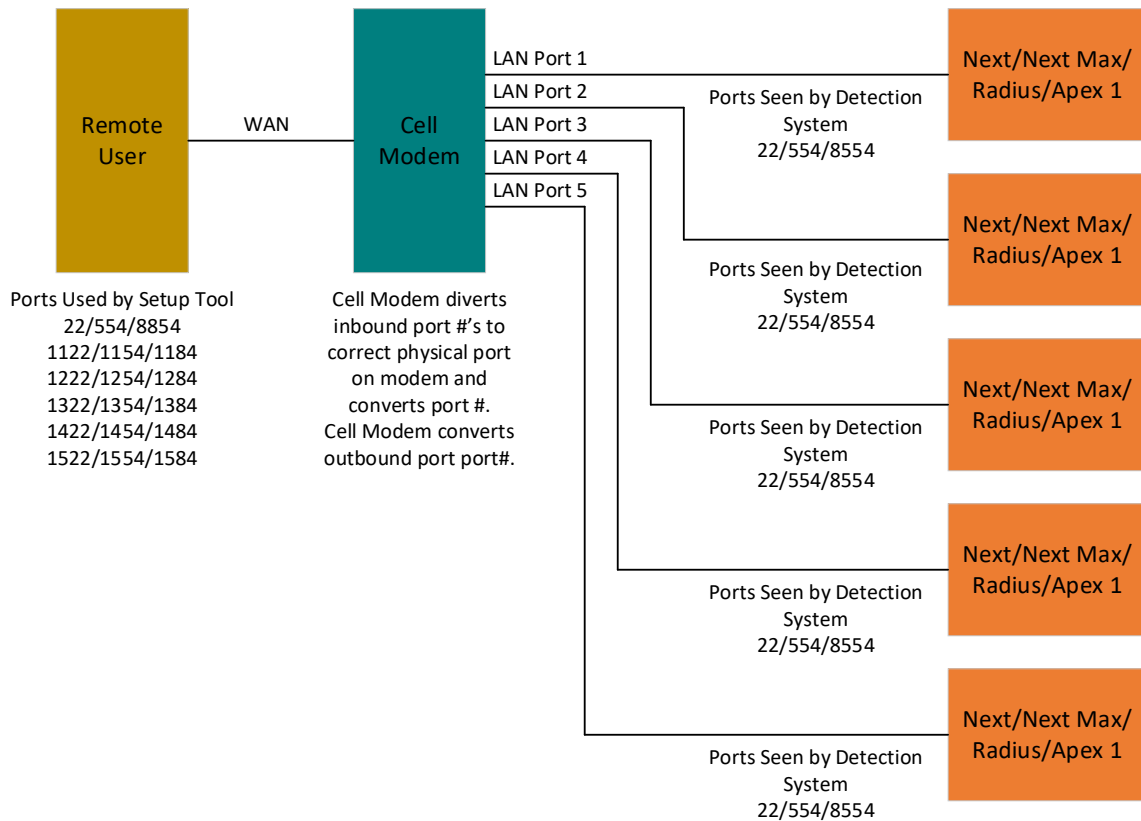 Remote
User
WAN
Cell
Modem
LAN Port 1
LAN Port 2
LAN Port 3
LAN Port 4
LAN Port 5
Ports Used by Setup Tool
22/554/8854
1122/1154/1184
1222/1254/1284
1322/1354/1384
1422/1454/1484
1522/1554/1584
Cell Modem diverts
inbound port #'s to
correct physical port
on modem and
converts port #.
Cell Modem converts
outbound port port#.
Next/Next Max/
Radius/Apex 1
Ports Seen by Detection
System
22/554/8554
Next/Next Max/
Radius/Apex 1
Ports Seen by Detection
System
22/554/8554
Next/Next Max/
Radius/Apex 1
Ports Seen by Detection
System
22/554/8554
Next/Next Max/
Radius/Apex 1
Ports Seen by Detection
System
22/554/8554
Next/Next Max/
Radius/Apex 1
Ports Seen by Detection
System
22/554/8554